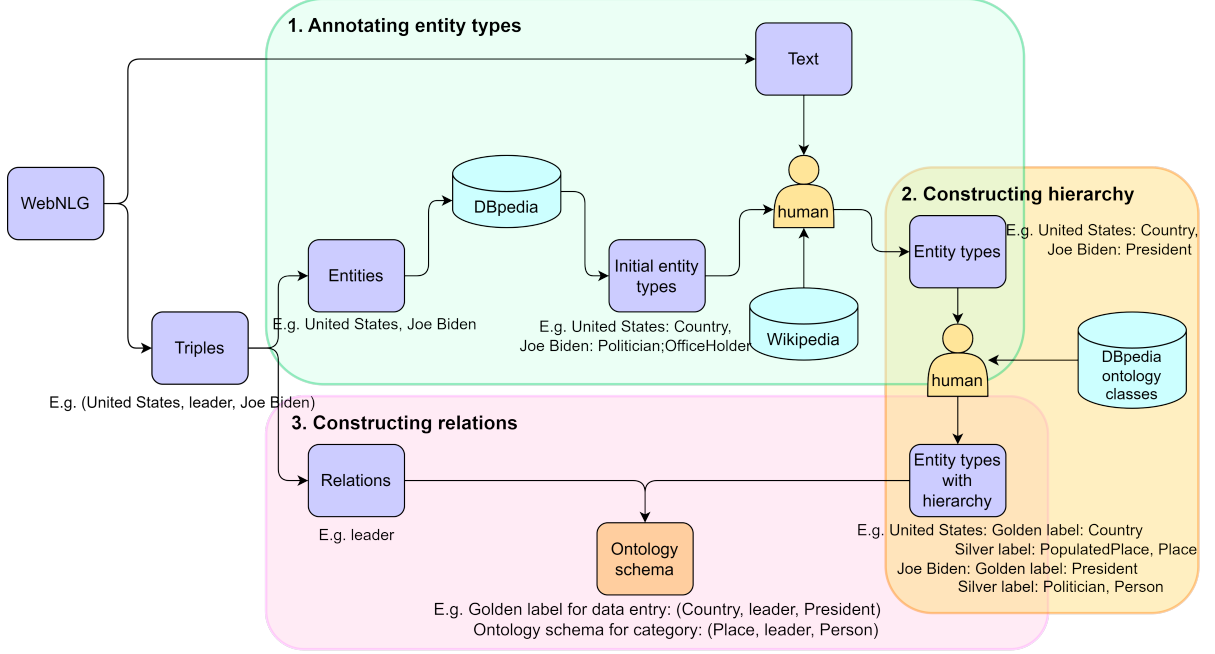 1. Annotating entity types
Text
WebNLG
DBpedia
human
2. Constructing hierarchy
Entities
Initial entity
types
Entity types
E.g. United States: Country,
Joe Biden: President
E.g. United States, Joe Biden
E.g. United States: Country,
Joe Biden: Politician;OfficeHolder
Wikipedia
Triples
E.g. (United States, leader, Joe Biden)
human
DBpedia
ontology
classes
3. Constructing relations
Relations
E.g. leader
Entity types
with
hierarchy
E.g. United States: Golden label: Country
Silver label: PopulatedPlace, Place
Joe Biden: Golden label: President
Silver label: Politician, Person
Ontology
schema
E.g. Golden label for data entry: (Country, leader, President)
Ontology schema for category: (Place, leader, Person)